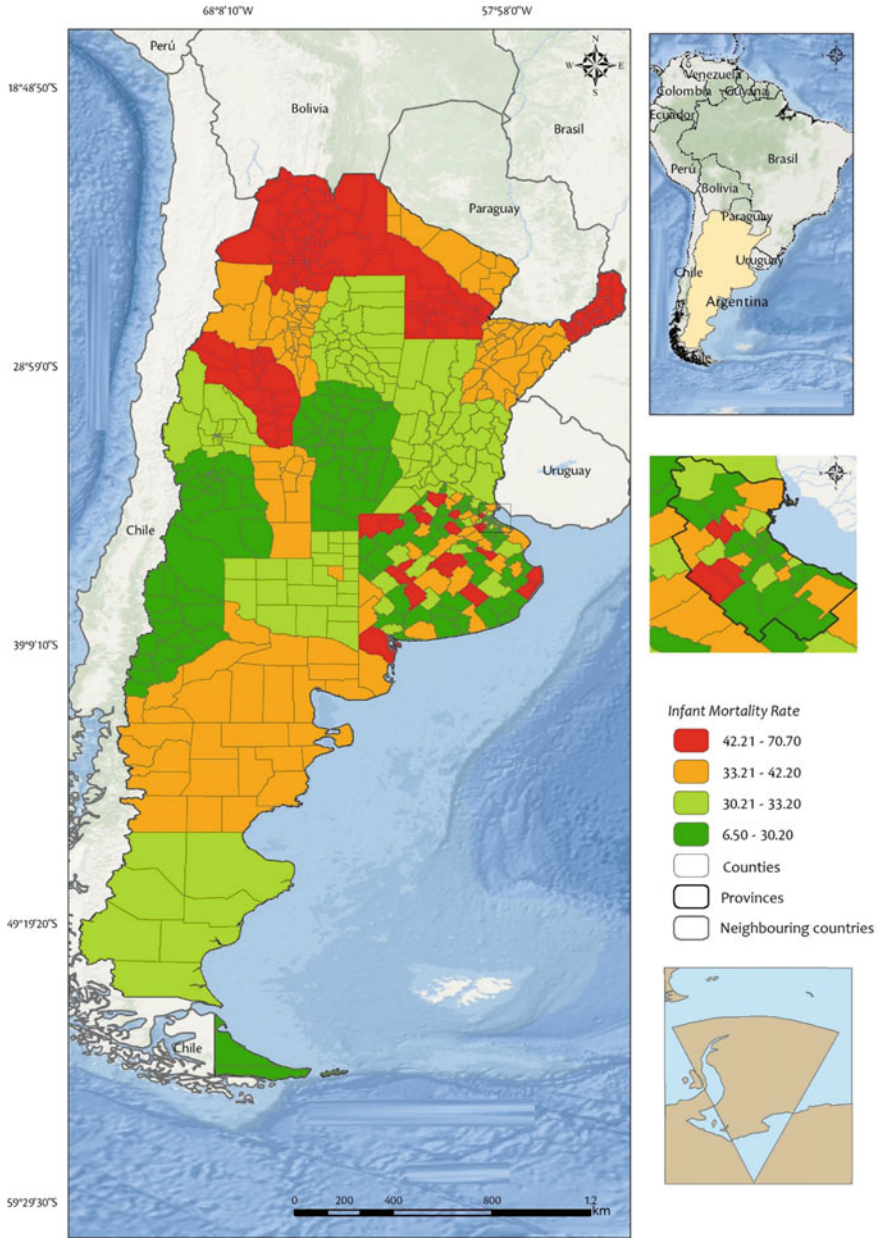 68°8'10"W
57°58'0"W
18°48'50"S
28°59'0"S
39°9'10"S
49°19'20"S
59°29'30"S
Perú
Bolivia
Brasil
Paraguay
Uruguay
Chile
Chile
N
W
E
S
0
200
400
800
1.2
km
Venezuela
Colombia
Guyana
Ecuador
Perú
Brasil
Bolivia
Paraguay
Chile
Uruguay
Argentina
Infant Mortality Rate
42.21 - 70.70
33.21 - 42.20
30.21 - 33.20
6.50 - 30.20
Counties
Provinces
Neighbouring countries